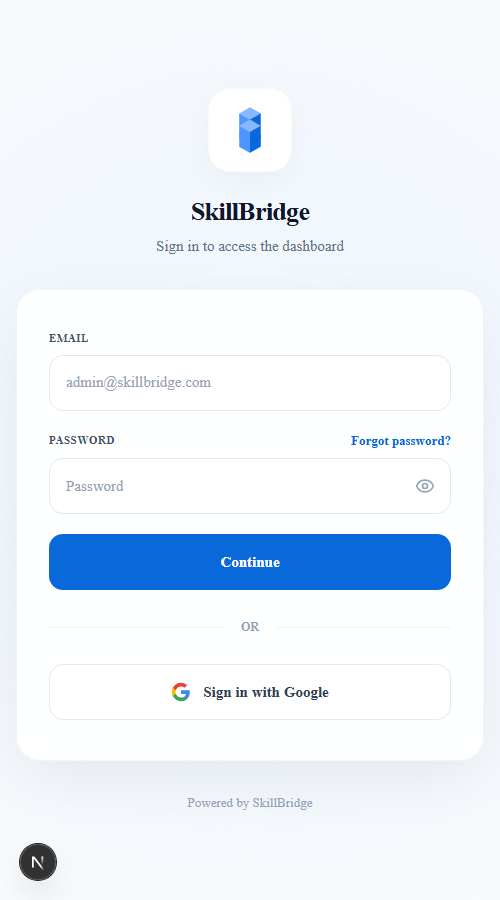 SkillBridge
Sign in to access the dashboard
EMAIL
admin@skillbridge.com
PASSWORD
Forgot password?
Password
Continue
OR
Sign in with Google
Powered by SkillBridge
N